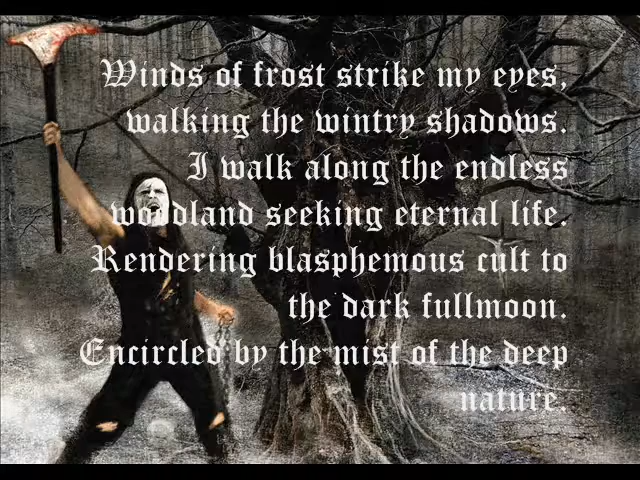 Winds of frost strike my eyes,
walking the wintry shadows.
I walk along the endless
woodland seeking eternal life.
Rendering blasphemous cult to
the dark fullmoon.
Encircled by the mist of the deep
nature.